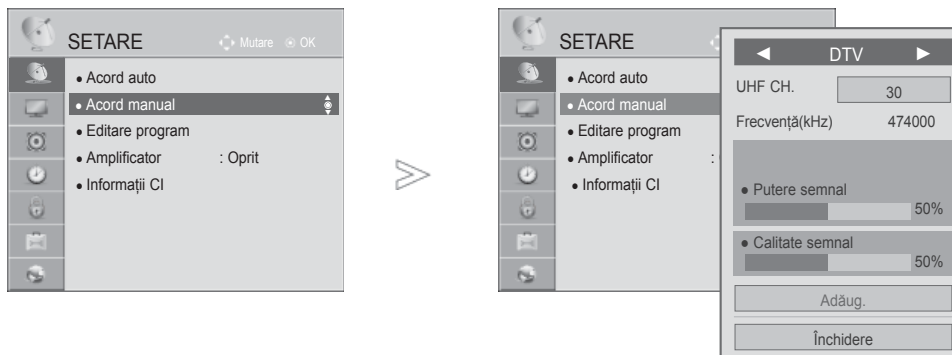 SETARE
Mutare OK
• Acord auto
• Acord manual
• Editare program
• Amplificator : Oprit
• Informații CI
SETARE
• Acord auto
• Acord manual
• Editare program
• Amplificator :
• Informații CI
◄ DTV ►
UHF CH. 30
Frecvenţă(kHz) 474000
• Putere semnal
50%
• Calitate semnal
50%
Adăug.
Închidere